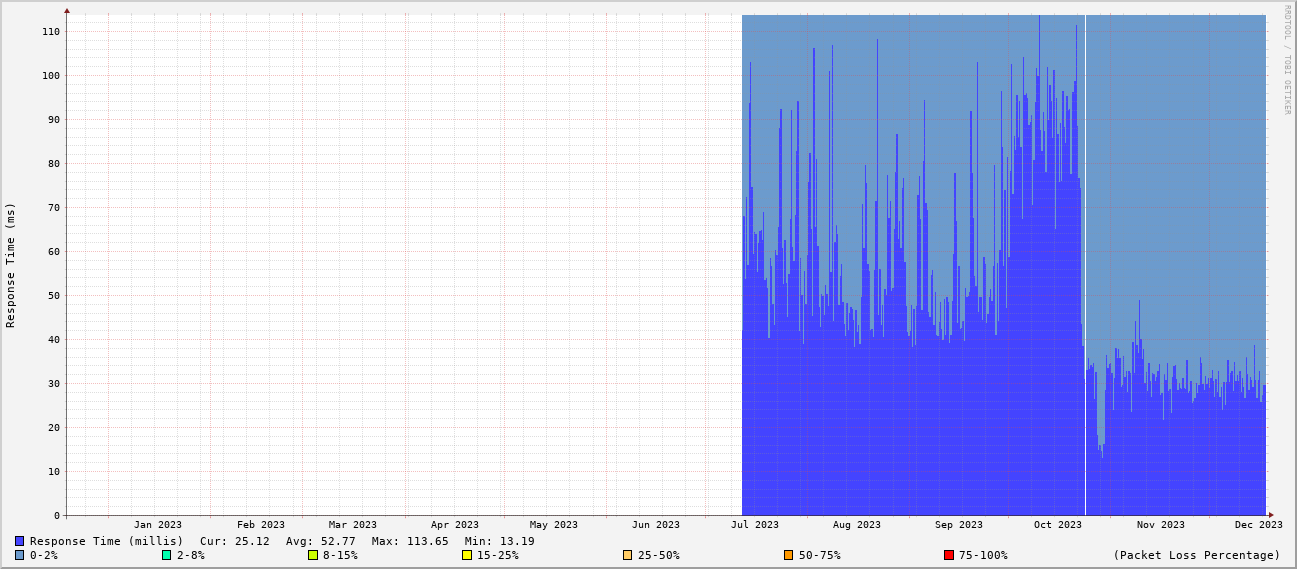 RRDTOOL / TOBI OETIKER
Response Time (ms)
110
100
90
80
70
60
50
40
30
20
10
0
Jan 2023 Feb 2023 Mar 2023 Apr 2023 May 2023 Jun 2023 Jul 2023 Aug 2023 Sep 2023 Oct 2023 Nov 2023 Dec 2023
Response Time (millis) Cur: 25.12 Avg: 52.77 Max: 113.65 Min: 13.19
0-2% 2-8% 8-15% 15-25% 25-50% 50-75% 75-100% (Packet Loss Percentage)